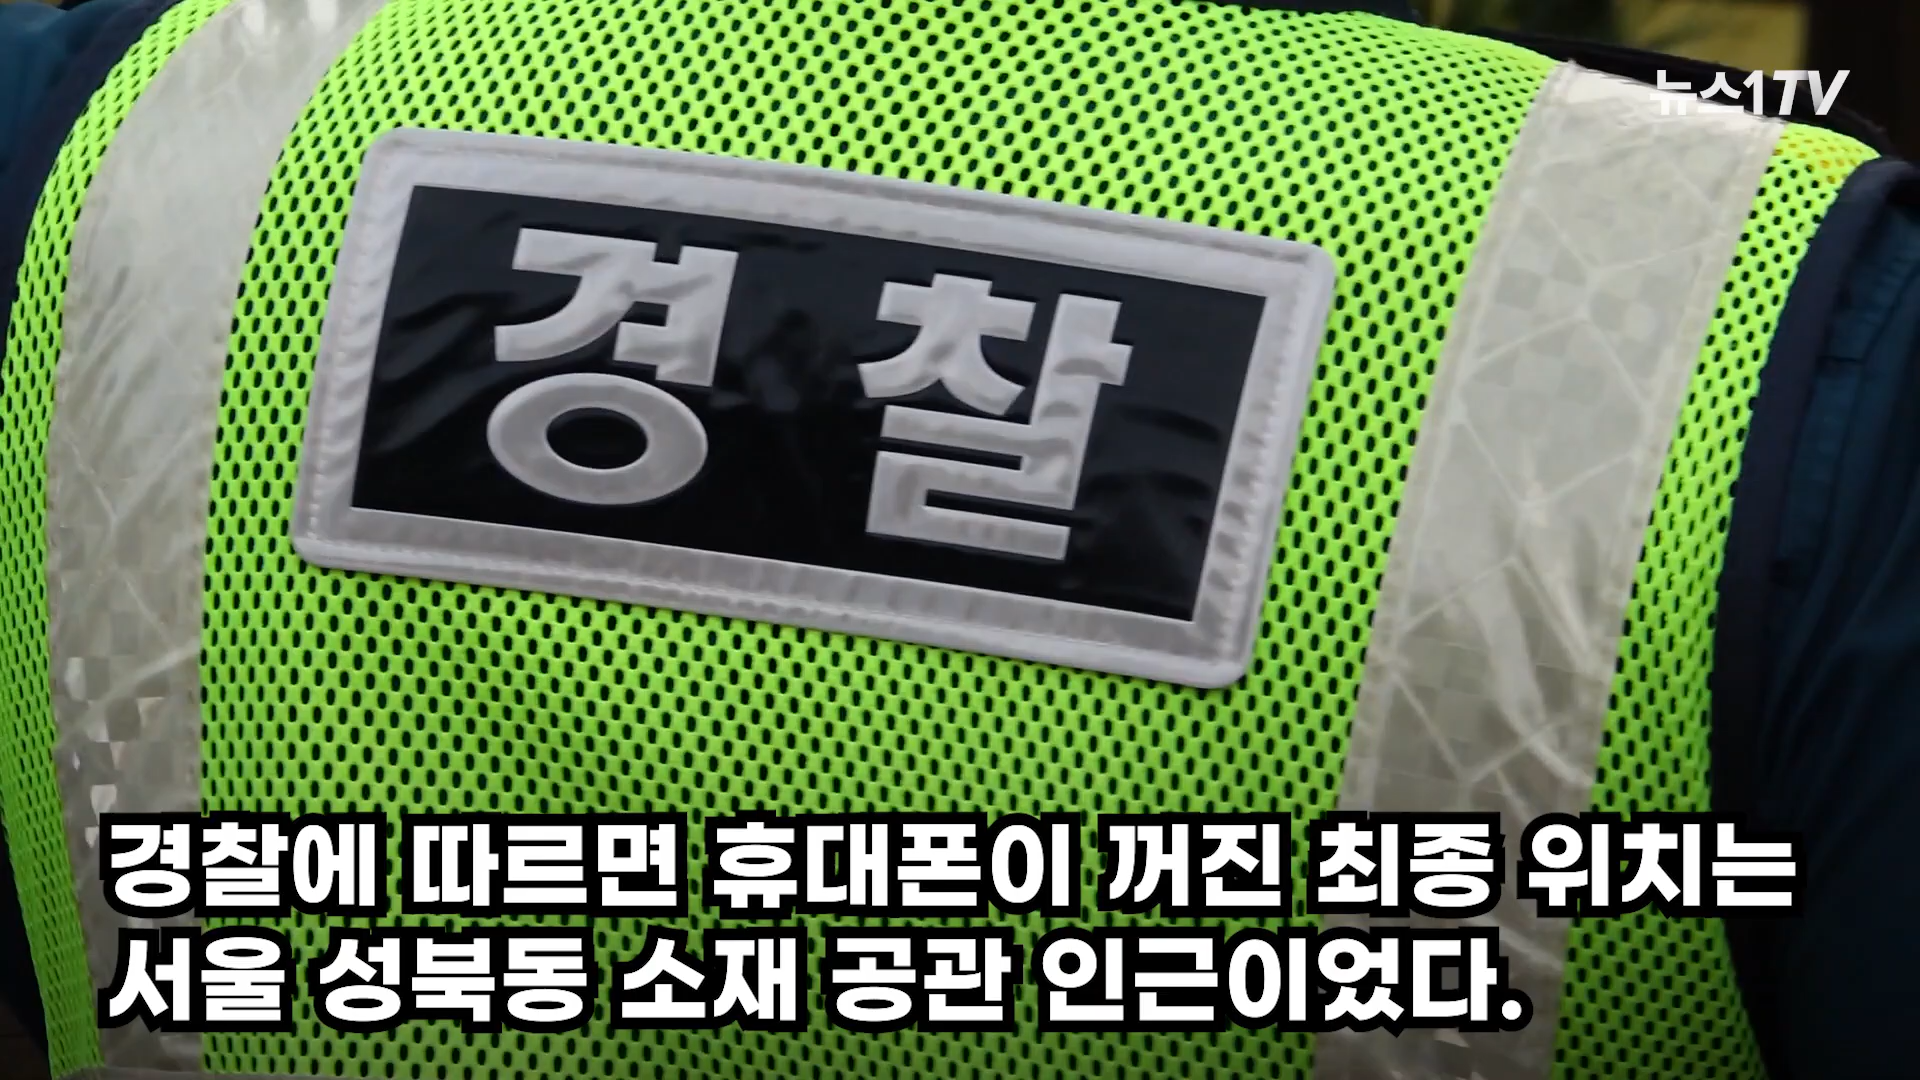 뉴스1TV
경찰
경찰에 따르면 휴대폰이 꺼진 최종 위치는
서울 성북동 소재 공관 인근이었다.